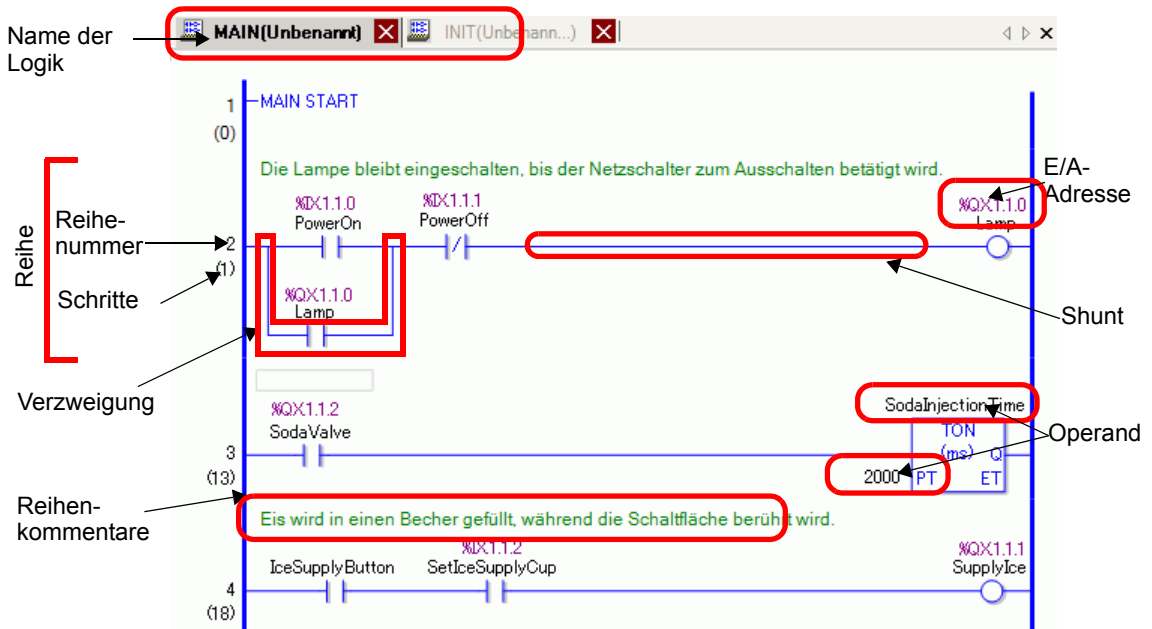 Name der
Logik
MAIN(Unbenannt)
INIT(Unbenann...)
1
MAIN START
(0)
Die Lampe bleibt eingeschalten, bis der Netzschalter zum Ausschalten betätigt wird.
E/A-
Adresse
%IX1.1.0
PowerOn
%IX1.1.1
PowerOff
%QX1.1.0
Lamp
Reihe
Reihe-
nummer
2
(1)
Schritte
%QX1.1.0
Lamp
Shunt
Verzweigung
%QX1.1.2
SodaValve
SodaInjectionTime
TON
(ms) Q
Operand
3
(13)
2000 PT ET
Reihen-
kommentare
Eis wird in einen Becher gefüllt, während die Schaltfläche berührt wird.
IceSupplyButton
%IX1.1.2
SetIceSupplyCup
%QX1.1.1
SupplyIce
4
(18)